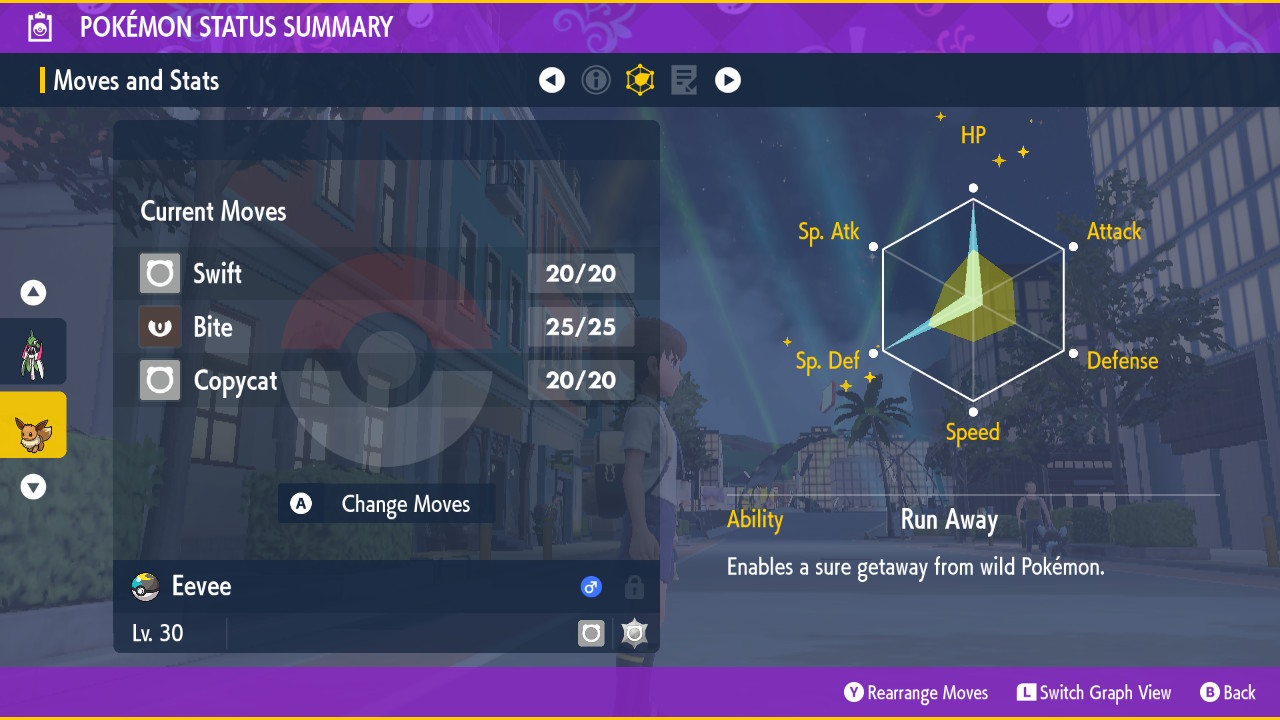 POKÉMON STATUS SUMMARY
Moves and Stats
Current Moves
Swift 20/20
Bite 25/25
Copycat 20/20
A Change Moves
Eevee
Lv. 30
HP
Sp. Atk
Attack
Sp. Def
Defense
Speed
Ability Run Away
Enables a sure getaway from wild Pokémon.
Y Rearrange Moves L Switch Graph View B Back